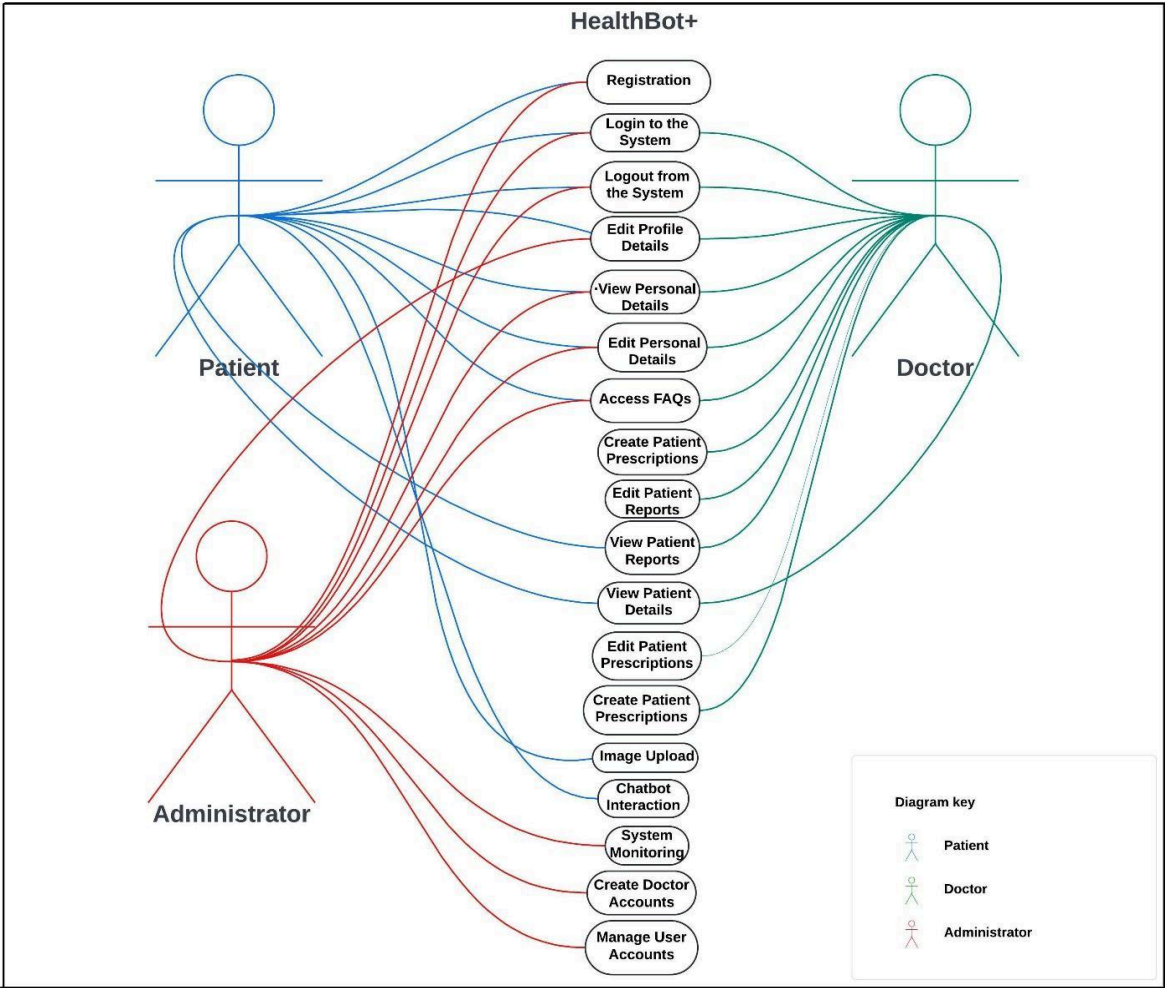 HealthBot+
Registration
Login to the
System
Logout from
the System
Edit Profile
Details
·View Personal
Details
Edit Personal
Details
Patient
Doctor
Access FAQs
Create Patient
Prescriptions
Edit Patient
Reports
View Patient
Reports
View Patient
Details
Edit Patient
Prescriptions
Create Patient
Prescriptions
Image Upload
Chatbot
Interaction
Administrator
System
Monitoring
Create Doctor
Accounts
Manage User
Accounts
Diagram key
Patient
Doctor
Administrator